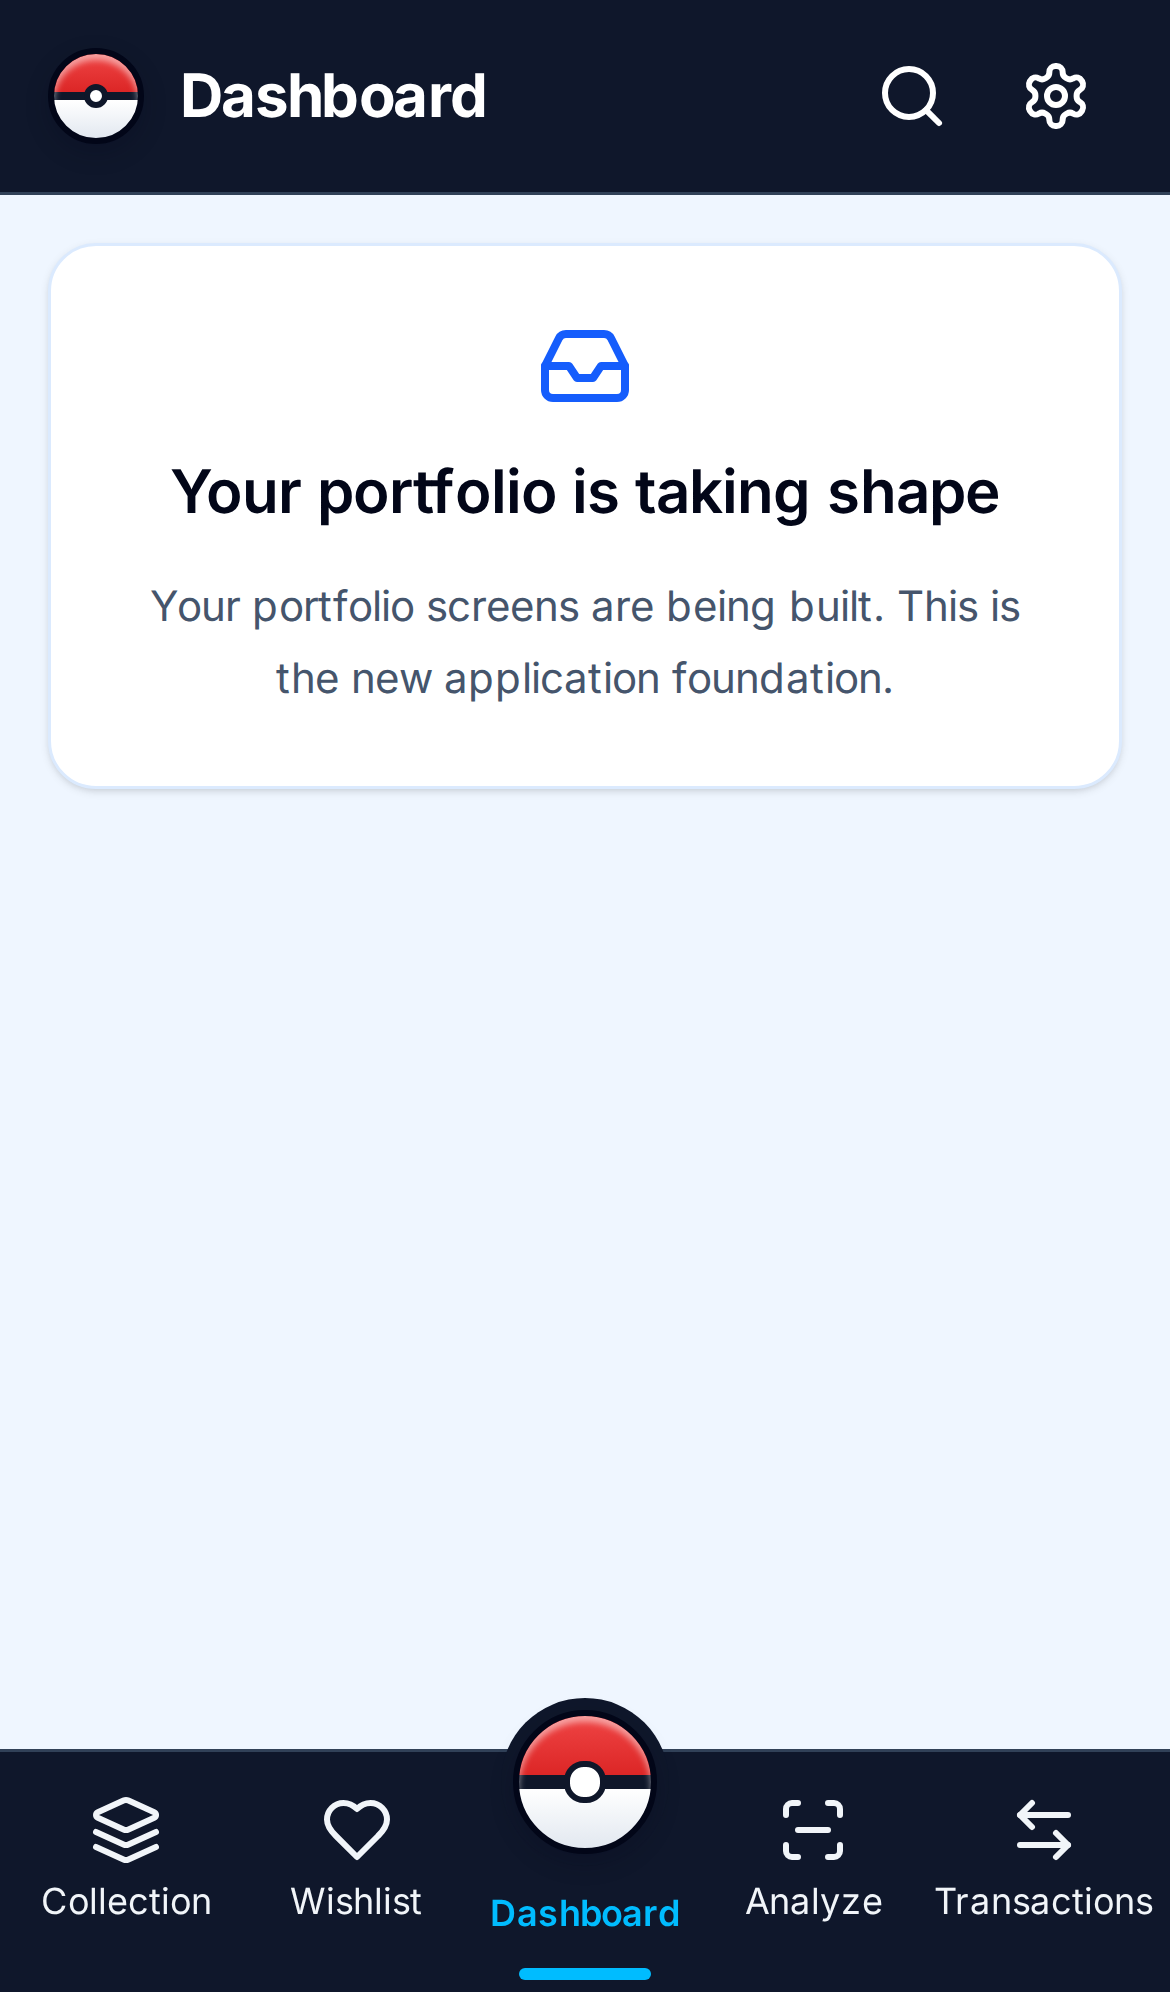 Dashboard
Your portfolio is taking shape
Your portfolio screens are being built. This is
the new application foundation.
Collection
Wishlist
Dashboard
Analyze
Transactions